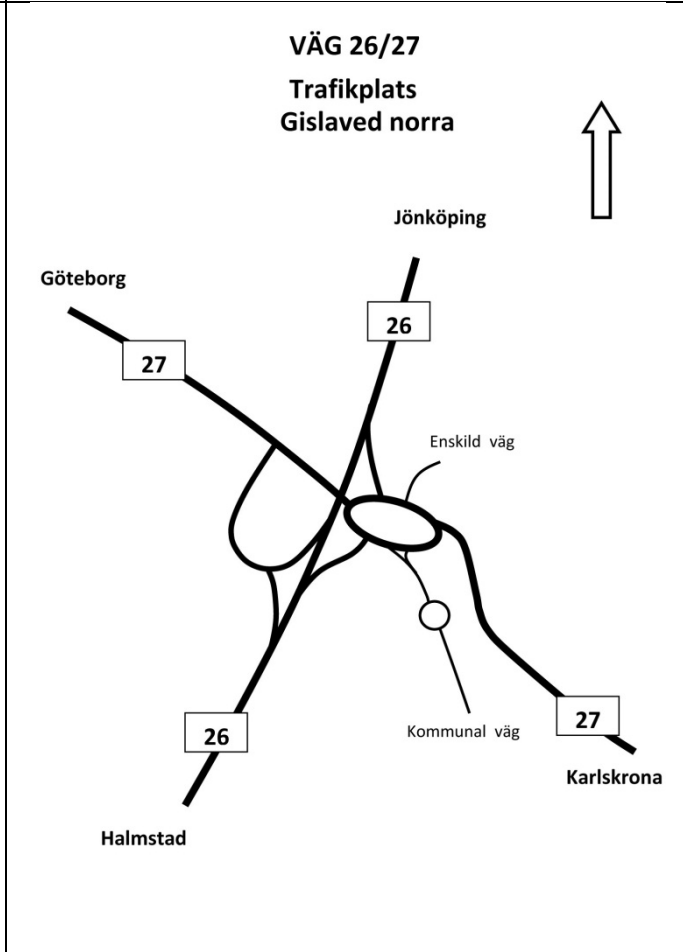 VÄG 26/27
Trafikplats
Gislaved norra
Jönköping
Göteborg
26
27
Enskild väg
27
26
Kommunal väg
Karlskrona
Halmstad